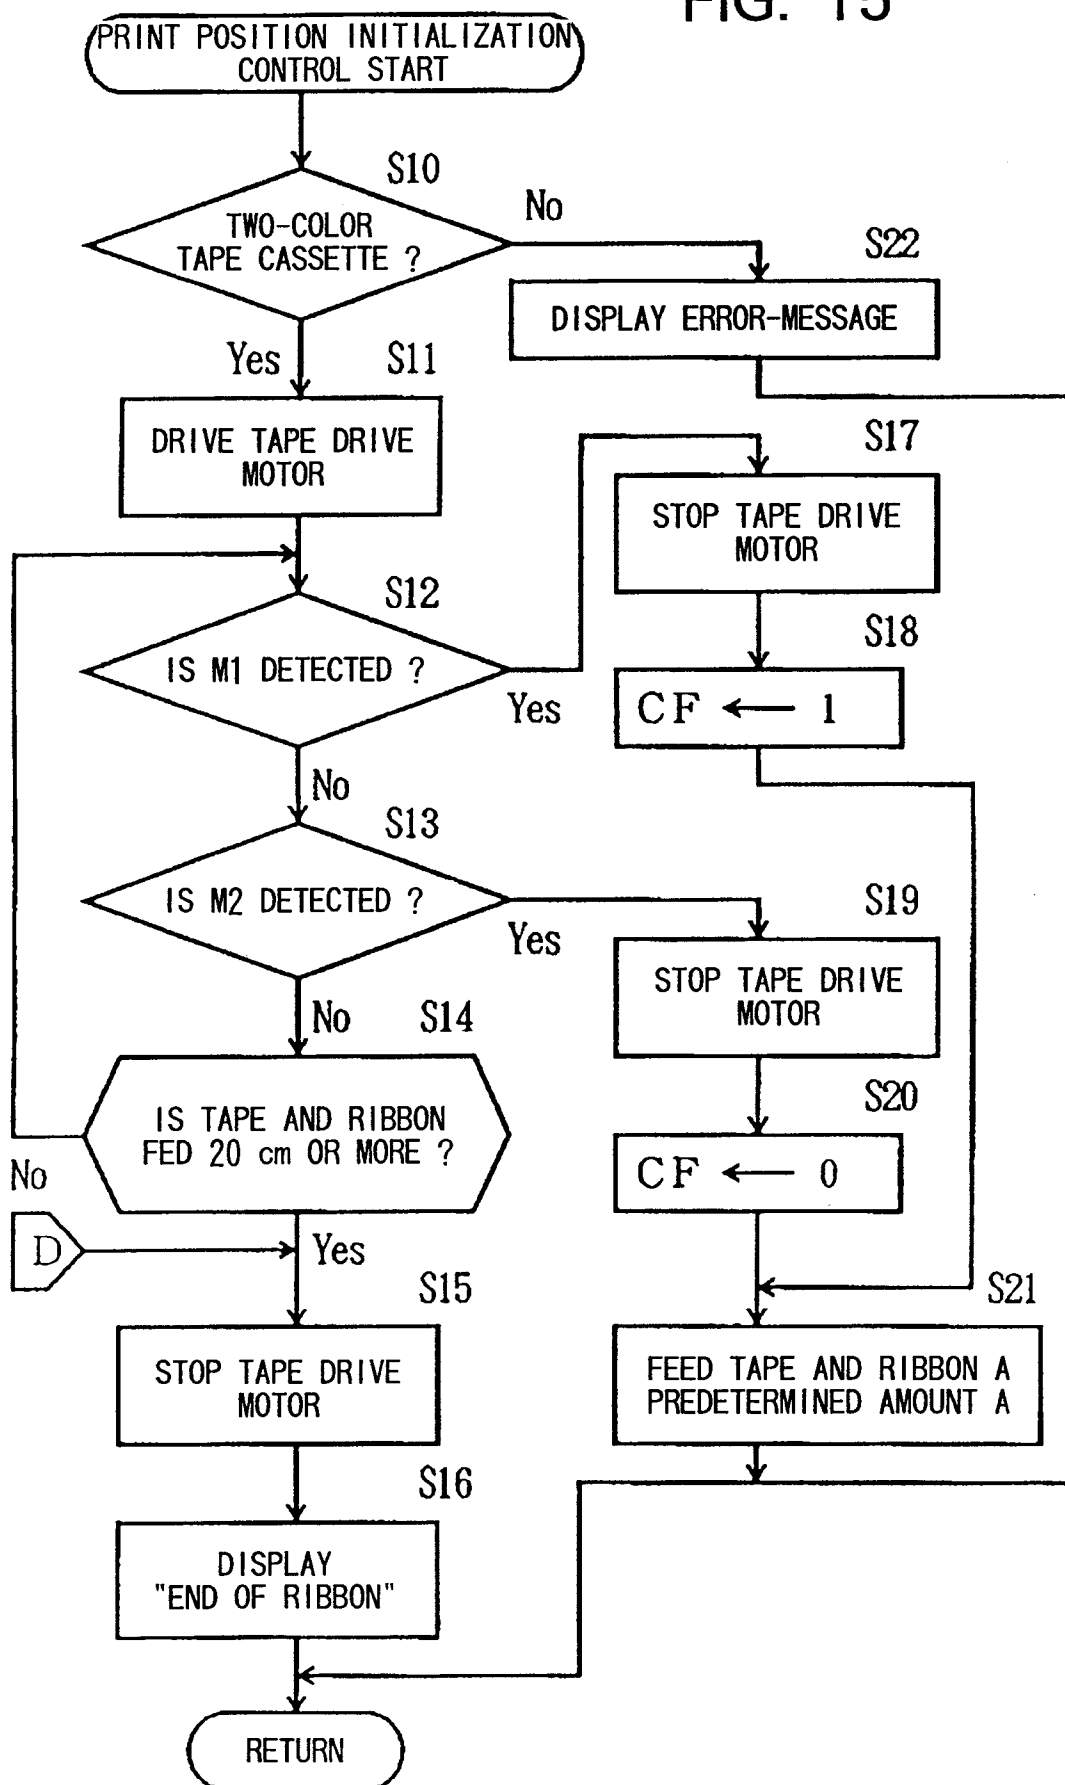 FIG. 15
PRINT POSITION INITIALIZATION
CONTROL START
S10
TWO-COLOR
TAPE CASSETTE ?
No
S22
DISPLAY ERROR-MESSAGE
Yes
S11
DRIVE TAPE DRIVE
MOTOR
S17
STOP TAPE DRIVE
MOTOR
S12
IS M1 DETECTED ?
Yes
S18
CF ← 1
No
S13
IS M2 DETECTED ?
Yes
S19
STOP TAPE DRIVE
MOTOR
No
S14
IS TAPE AND RIBBON
FED 20 cm OR MORE ?
No
S20
CF ← 0
D
Yes
S15
STOP TAPE DRIVE
MOTOR
S21
FEED TAPE AND RIBBON A
PREDETERMINED AMOUNT A
S16
DISPLAY
"END OF RIBBON"
RETURN